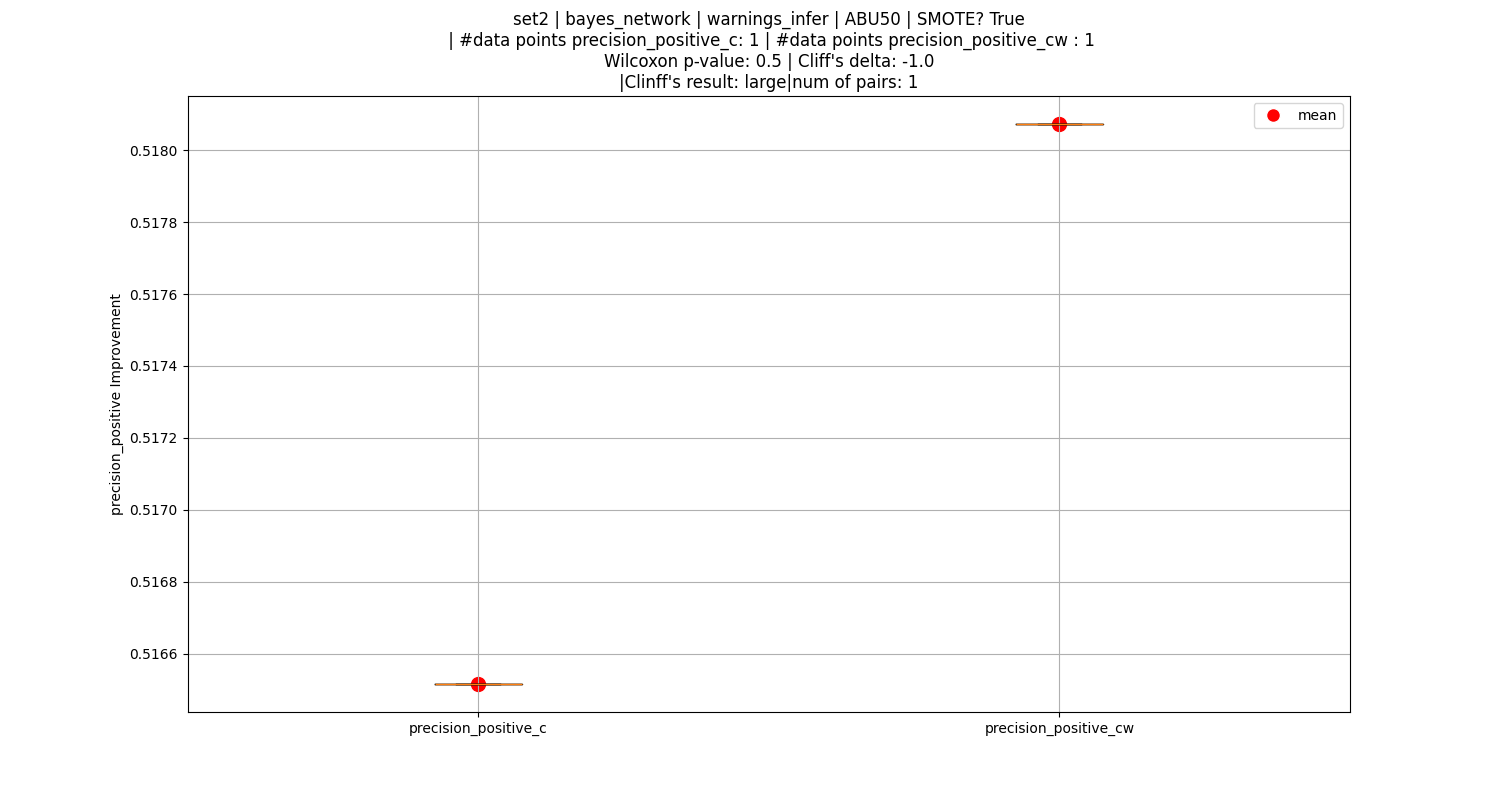 set2 | bayes_network | warnings_infer | ABU50 | SMOTE? True
| #data points precision_positive_c: 1 | #data points precision_positive_cw : 1
Wilcoxon p-value: 0.5 | Cliff's delta: -1.0
|Clinff's result: large|num of pairs: 1
mean
precision_positive Improvement
0.5180
0.5178
0.5176
0.5174
0.5172
0.5170
0.5168
0.5166
precision_positive_c
precision_positive_cw